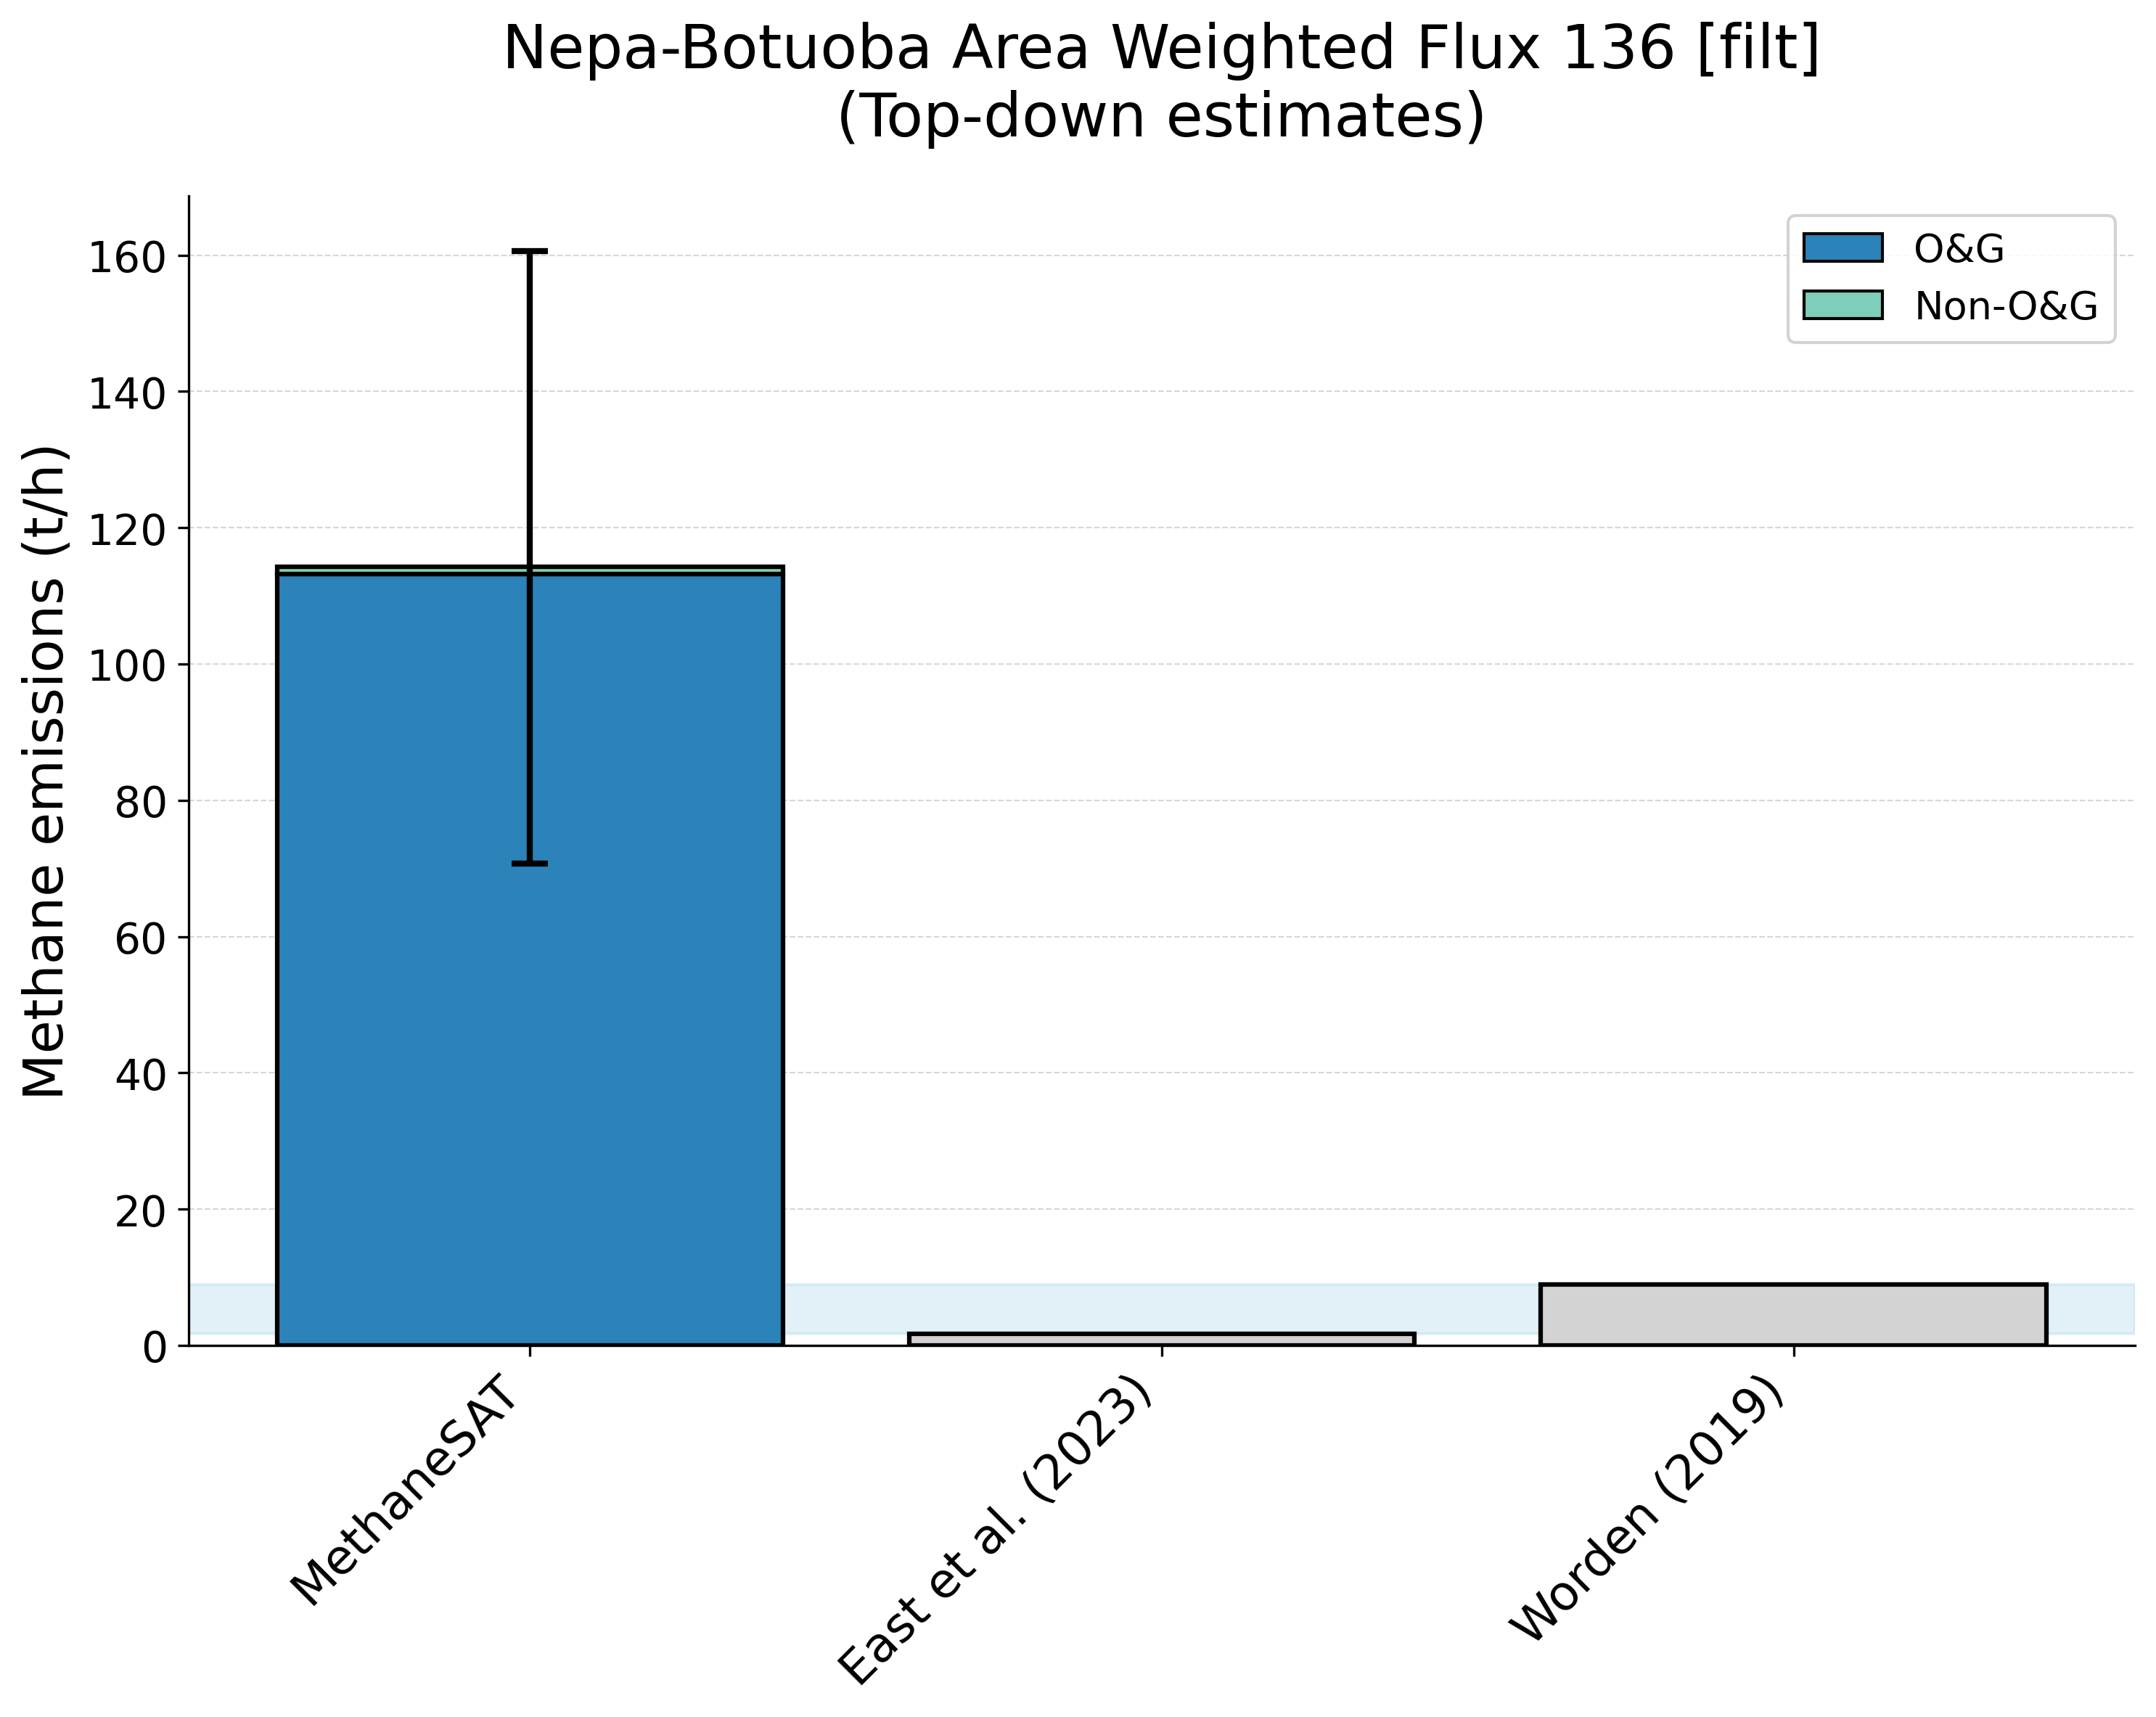 Nepa-Botuoba Area Weighted Flux 136 [filt]
(Top-down estimates)
Methane emissions (t/h)
160
140
120
100
80
60
40
20
0
O&G
Non-O&G
MethaneSAT
East et al. (2023)
Worden (2019)